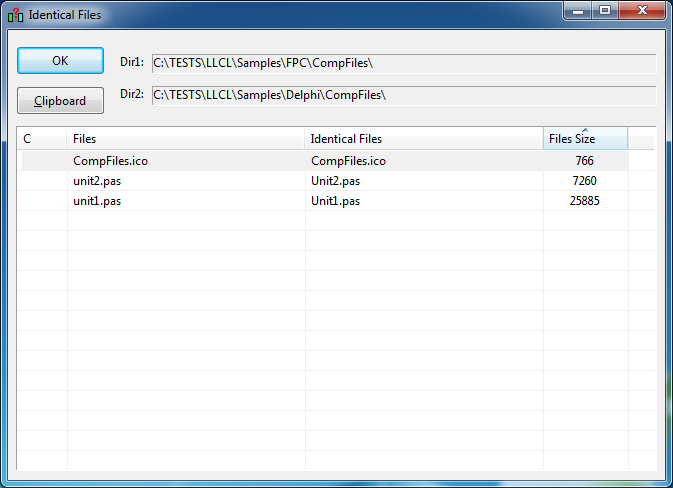 Identical Files
OK
Dir1: C:\TESTS\LLCL\Samples\FPC\CompFiles\
Clipboard
Dir2: C:\TESTS\LLCL\Samples\Delphi\CompFiles\
C Files Identical Files Files Size
CompFiles.ico CompFiles.ico 766
unit2.pas Unit2.pas 7260
unit1.pas Unit1.pas 25885